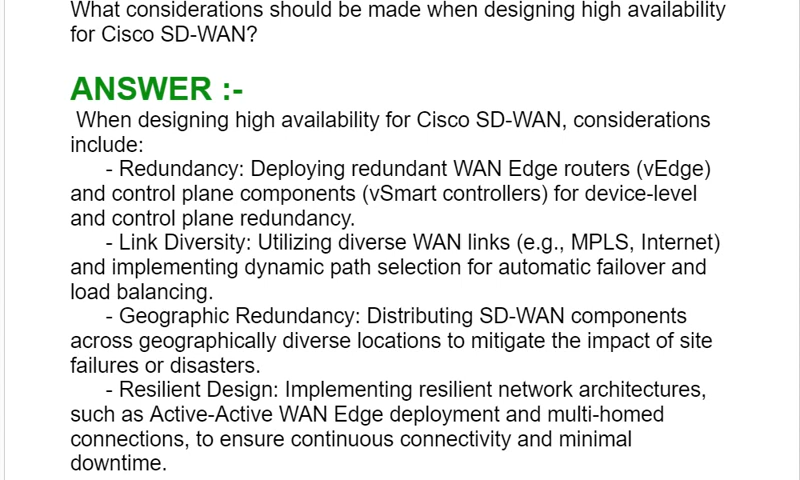 What considerations should be made when designing high availability
for Cisco SD-WAN?
ANSWER :-
When designing high availability for Cisco SD-WAN, considerations
include:
- Redundancy: Deploying redundant WAN Edge routers (vEdge)
and control plane components (vSmart controllers) for device-level
and control plane redundancy.
- Link Diversity: Utilizing diverse WAN links (e.g., MPLS, Internet)
and implementing dynamic path selection for automatic failover and
load balancing.
- Geographic Redundancy: Distributing SD-WAN components
across geographically diverse locations to mitigate the impact of site
failures or disasters.
- Resilient Design: Implementing resilient network architectures,
such as Active-Active WAN Edge deployment and multi-homed
connections, to ensure continuous connectivity and minimal
downtime.